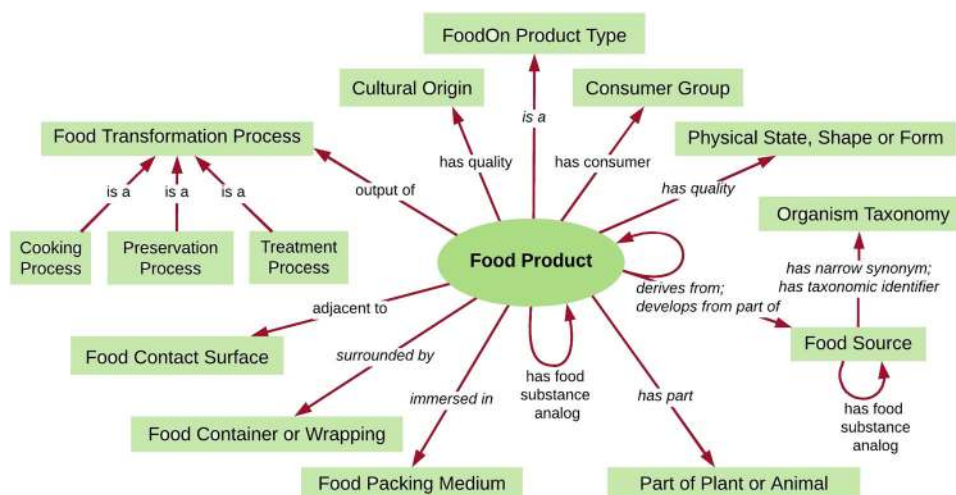 FoodOn Product Type
Cultural Origin
Consumer Group
is a
Food Transformation Process
Physical State, Shape or Form
has quality
has consumer
is a
is a
is a
output of
has quality
Organism Taxonomy
Cooking
Process
Preservation
Process
Treatment
Process
Food Product
has narrow synonym;
has taxonomic identifier
derives from;
develops from part of
adjacent to
Food Contact Surface
Food Source
surrounded by
immersed in
has food
substance
analog
has part
has food
substance
analog
Food Container or Wrapping
Food Packing Medium
Part of Plant or Animal